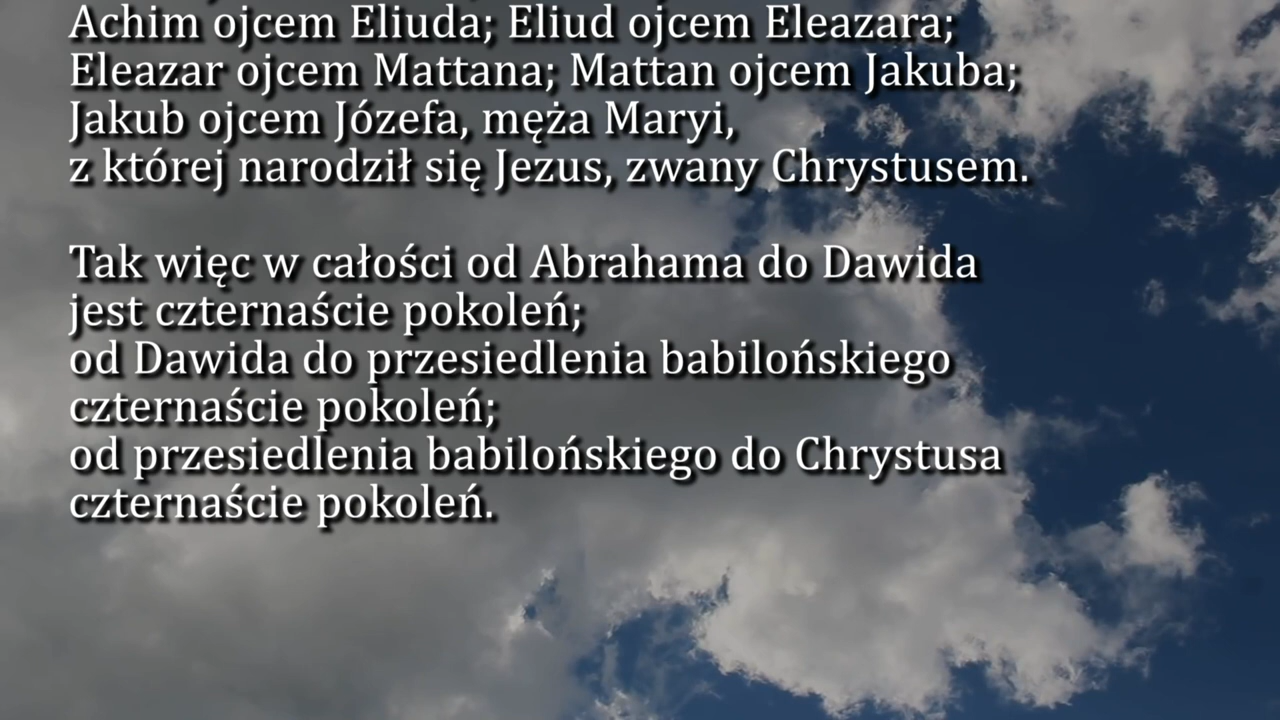 Achim ojcem Eliuda; Eliud ojcem Eleazara;
Eleazar ojcem Mattana; Mattan ojcem Jakuba;
Jakub ojcem Józefa, męża Maryi,
z której narodził się Jezus, zwany Chrystusem.
Tak więc w całości od Abrahama do Dawida
jest czternaście pokoleń;
od Dawida do przesiedlenia babilońskiego
czternaście pokoleń;
od przesiedlenia babilońskiego do Chrystusa
czternaście pokoleń.